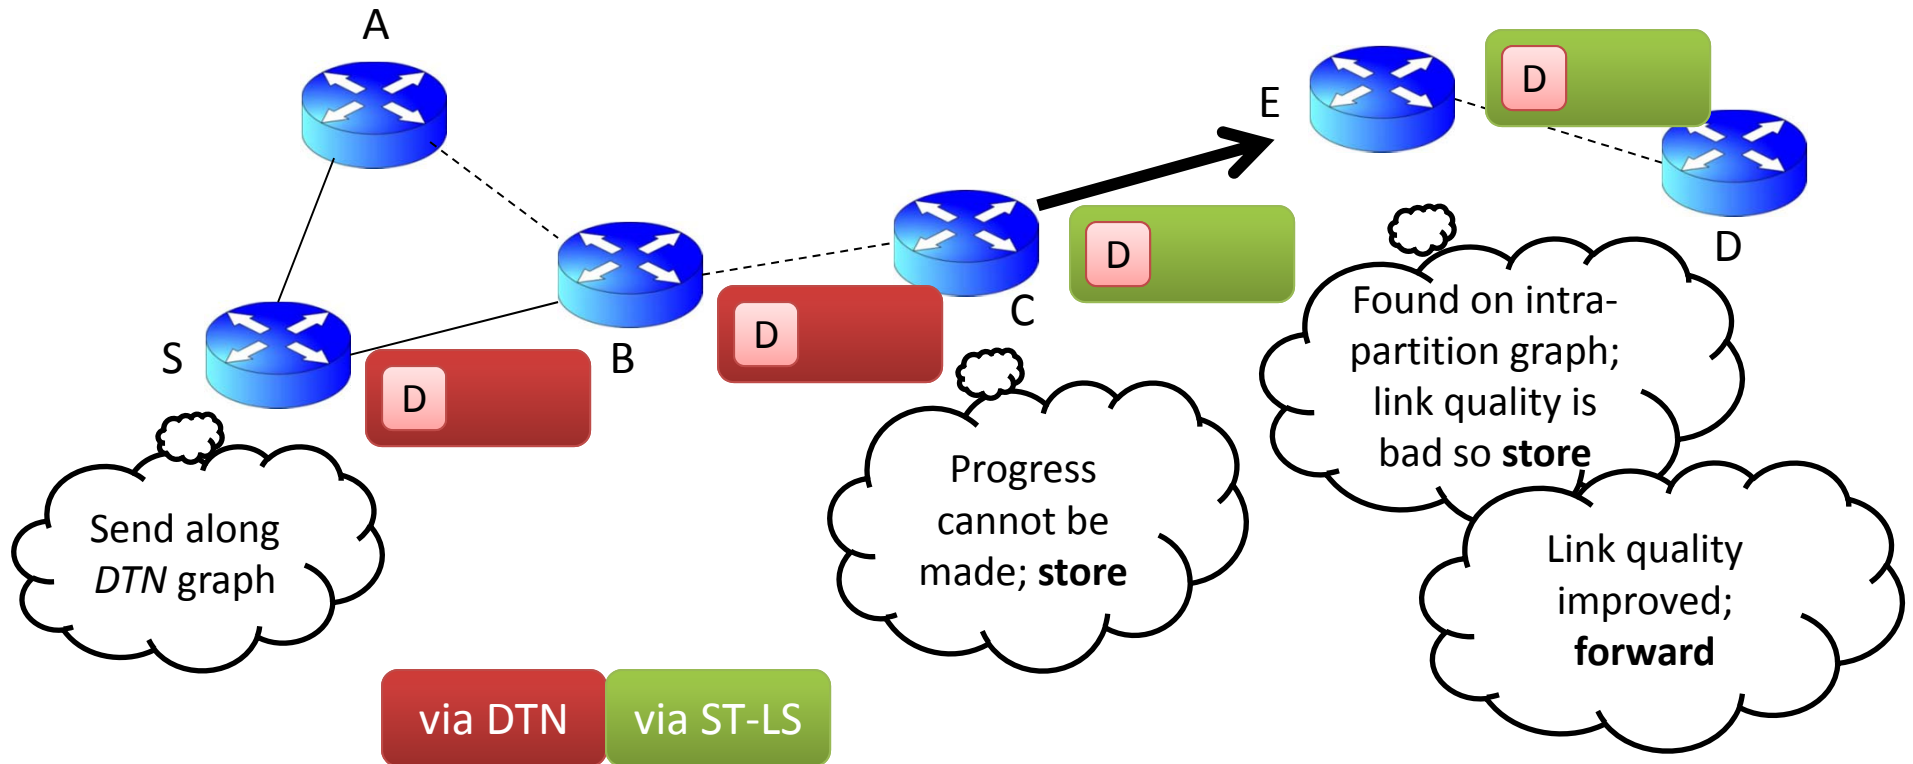 A
E
D
D
S
B
C
D
D
D
Send along
DTN graph
Progress
cannot be
made; store
Found on intra-
partition graph;
link quality is
bad so store
Link quality
improved;
forward
via DTN
via ST-LS